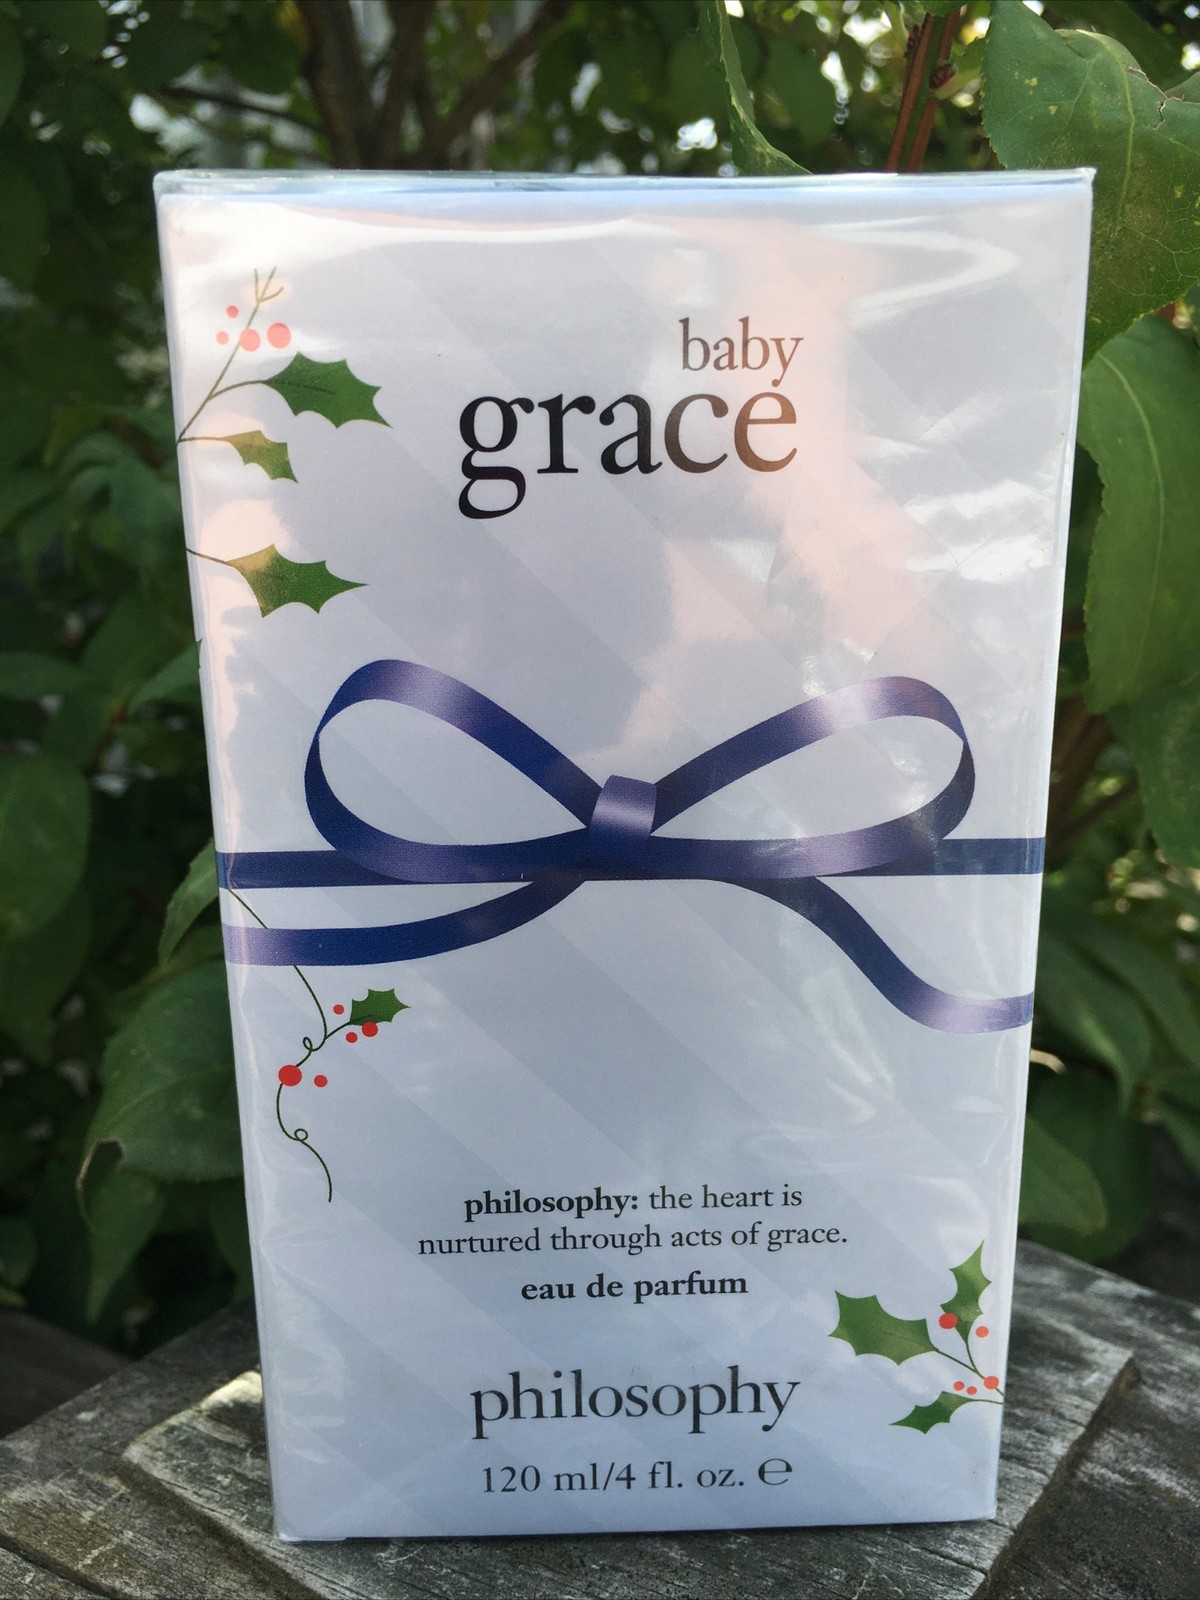 baby
grace
philosophy: the heart is
nurtured through acts of grace.
eau de parfum
philosophy
120 ml/4 fl. oz. ℮